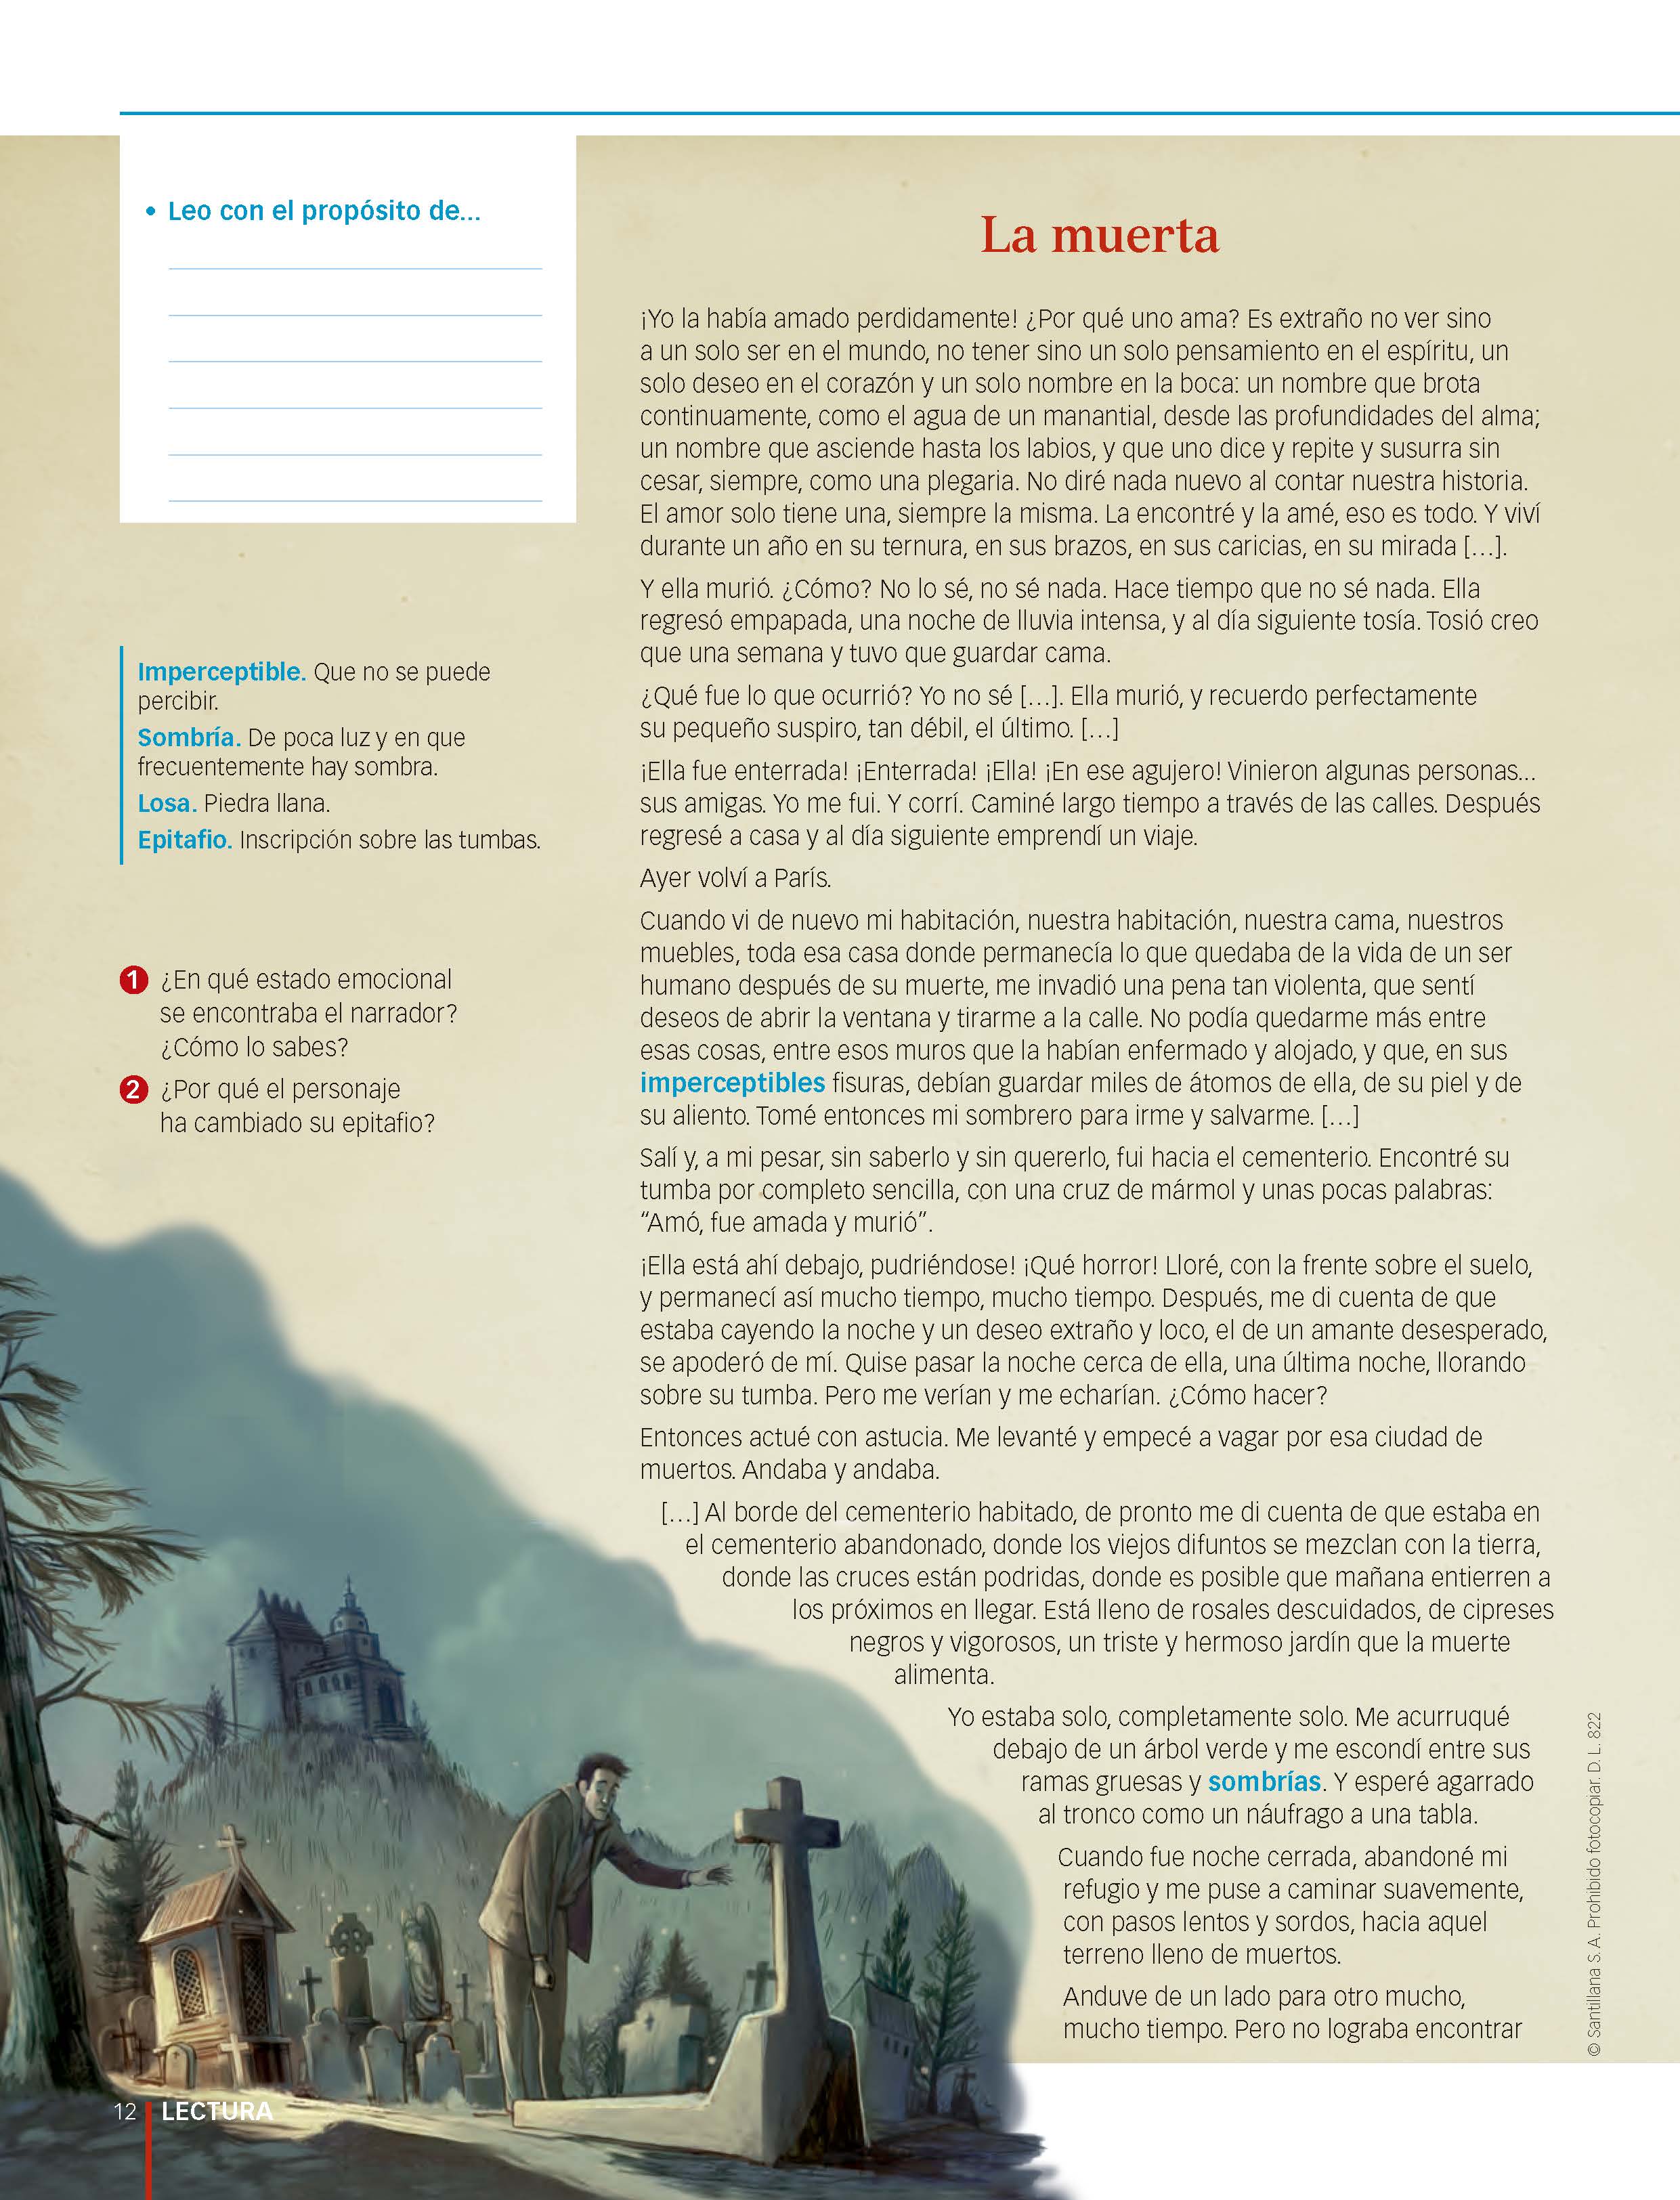 • Leo con el propósito de...
Imperceptible. Que no se puede
percibir.
Sombría. De poca luz y en que
frecuentemente hay sombra.
Losa. Piedra llana.
Epitafio. Inscripción sobre las tumbas.
1 ¿En qué estado emocional
se encontraba el narrador?
¿Cómo lo sabes?
2 ¿Por qué el personaje
ha cambiado su epitafio?
La muerta
¡Yo la había amado perdidamente! ¿Por qué uno ama? Es extraño no ver sino
a un solo ser en el mundo, no tener sino un solo pensamiento en el espíritu, un
solo deseo en el corazón y un solo nombre en la boca: un nombre que brota
continuamente, como el agua de un manantial, desde las profundidades del alma;
un nombre que asciende hasta los labios, y que uno dice y repite y susurra sin
cesar, siempre, como una plegaria. No diré nada nuevo al contar nuestra historia.
El amor solo tiene una, siempre la misma. La encontré y la amé, eso es todo. Y viví
durante un año en su ternura, en sus brazos, en sus caricias, en su mirada [...].
Y ella murió. ¿Cómo? No lo sé, no sé nada. Hace tiempo que no sé nada. Ella
regresó empapada, una noche de lluvia intensa, y al día siguiente tosía. Tosió creo
que una semana y tuvo que guardar cama.
¿Qué fue lo que ocurrió? Yo no sé [...]. Ella murió, y recuerdo perfectamente
su pequeño suspiro, tan débil, el último. [...]
¡Ella fue enterrada! ¡Enterrada! ¡Ella! ¡En ese agujero! Vinieron algunas personas...
sus amigas. Yo me fui. Y corrí. Caminé largo tiempo a través de las calles. Después
regresé a casa y al día siguiente emprendí un viaje.
Ayer volví a París.
Cuando vi de nuevo mi habitación, nuestra habitación, nuestra cama, nuestros
muebles, toda esa casa donde permanecía lo que quedaba de la vida de un ser
humano después de su muerte, me invadió una pena tan violenta, que sentí
deseos de abrir la ventana y tirarme a la calle. No podía quedarme más entre
esas cosas, entre esos muros que la habían enfermado y alojado, y que, en sus
imperceptibles fisuras, debían guardar miles de átomos de ella, de su piel y de
su aliento. Tomé entonces mi sombrero para irme y salvarme. [...]
Salí y, a mi pesar, sin saberlo y sin quererlo, fui hacia el cementerio. Encontré su
tumba por completo sencilla, con una cruz de mármol y unas pocas palabras:
“Amó, fue amada y murió”.
¡Ella está ahí debajo, pudriéndose! ¡Qué horror! Lloré, con la frente sobre el suelo,
y permanecí así mucho tiempo, mucho tiempo. Después, me di cuenta de que
estaba cayendo la noche y un deseo extraño y loco, el de un amante desesperado,
se apoderó de mí. Quise pasar la noche cerca de ella, una última noche, llorando
sobre su tumba. Pero me verían y me echarían. ¿Cómo hacer?
Entonces actué con astucia. Me levanté y empecé a vagar por esa ciudad de
muertos. Andaba y andaba.
[...] Al borde del cementerio habitado, de pronto me di cuenta de que estaba en
el cementerio abandonado, donde los viejos difuntos se mezclan con la tierra,
donde las cruces están podridas, donde es posible que mañana entierren a
los próximos en llegar. Está lleno de rosales descuidados, de cipreses
negros y vigorosos, un triste y hermoso jardín que la muerte
alimenta.
Yo estaba solo, completamente solo. Me acurruqué
debajo de un árbol verde y me escondí entre sus
ramas gruesas y sombrías. Y esperé agarrado
al tronco como un náufrago a una tabla.
Cuando fue noche cerrada, abandoné mi
refugio y me puse a caminar suavemente,
con pasos lentos y sordos, hacia aquel
terreno lleno de muertos.
Anduve de un lado para otro mucho,
mucho tiempo. Pero no lograba encontrar
© Santillana S. A. Prohibido fotocopiar. D. L. 822
12 LECTURA